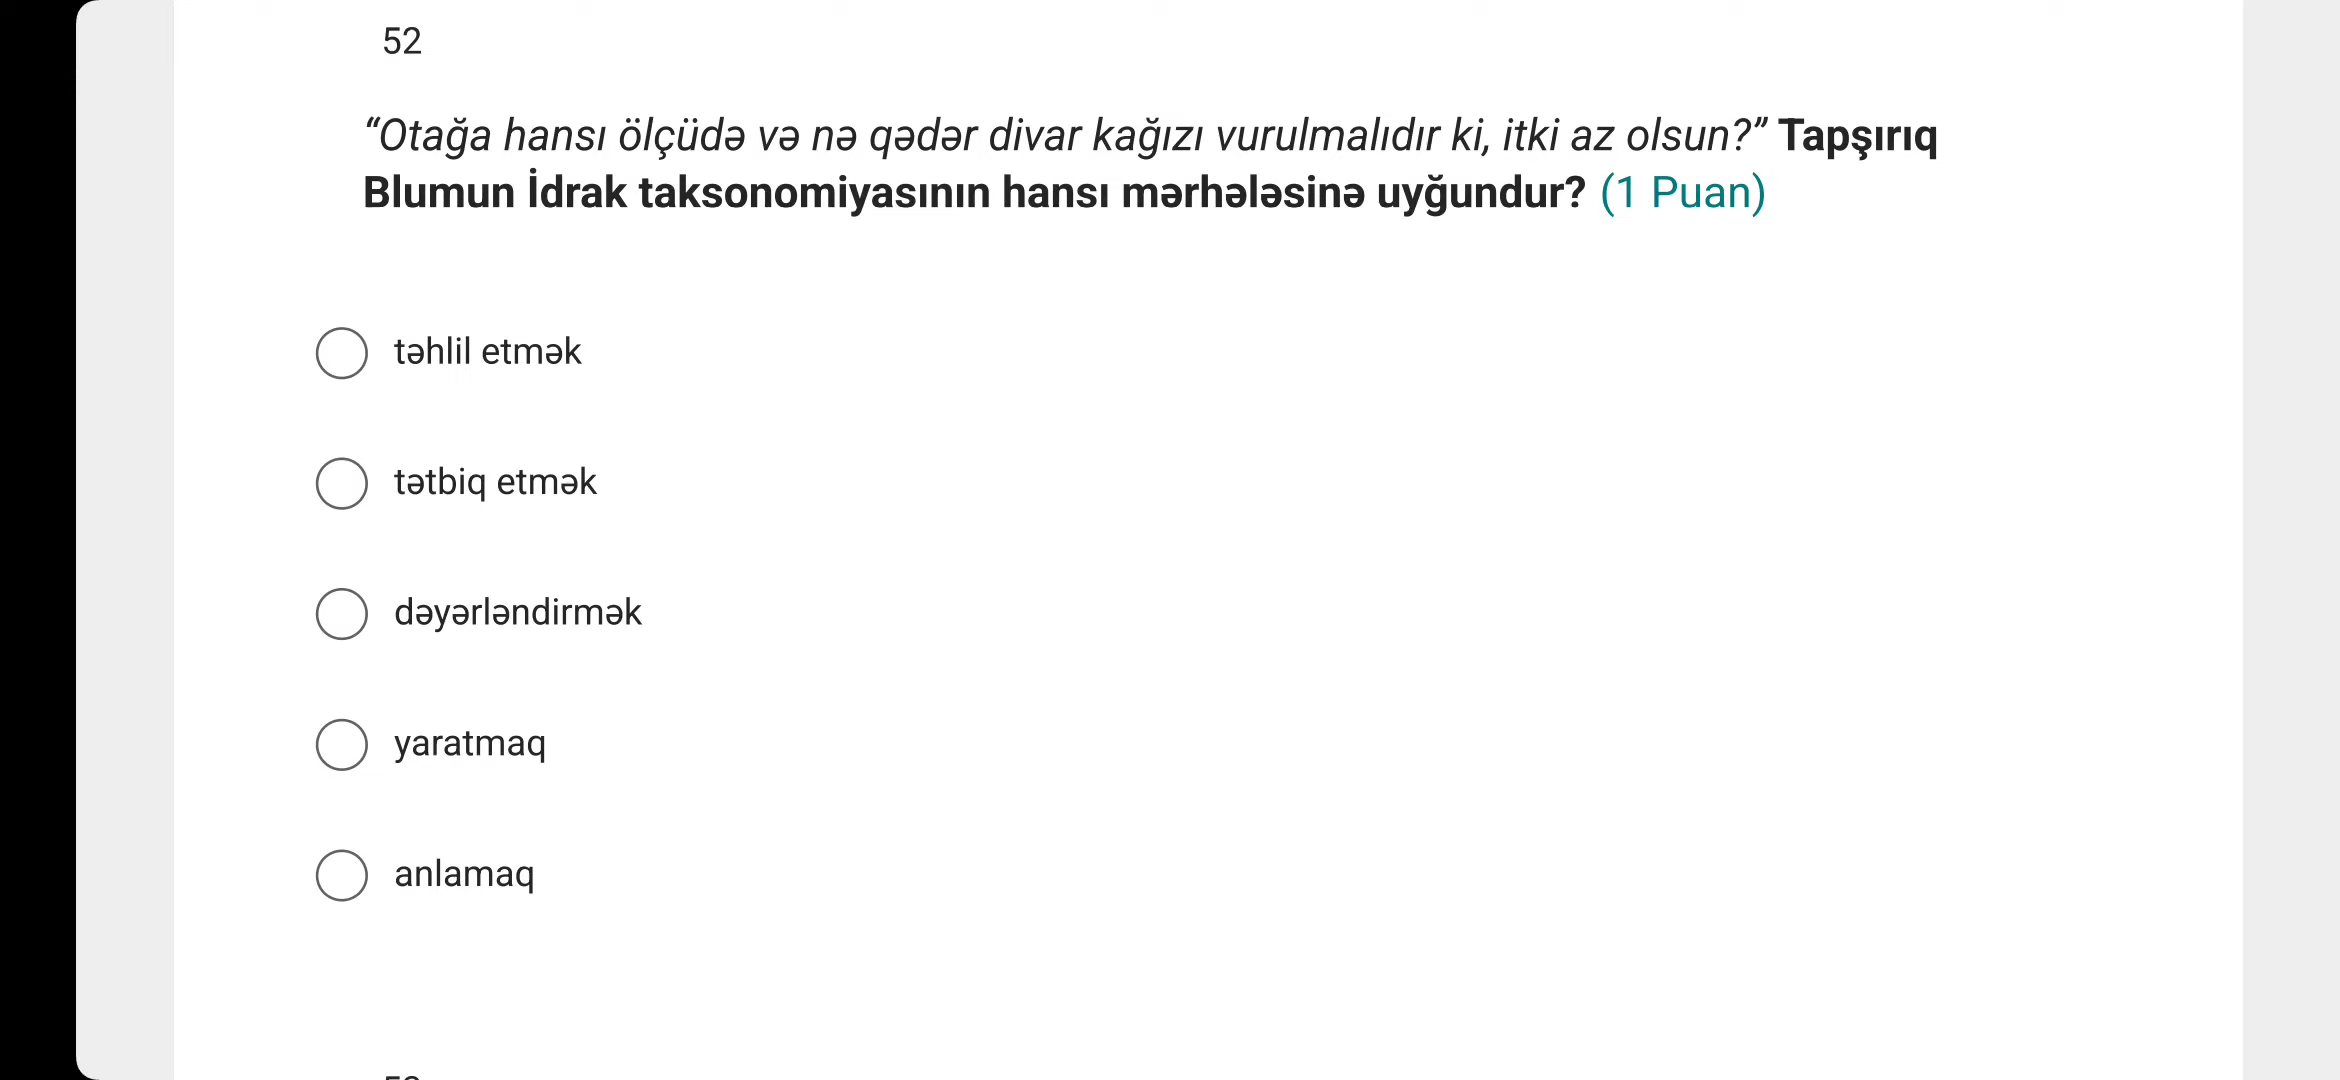 52
“Otağa hansı ölçüdə və nə qədər divar kağızı vurulmalıdır ki, itki az olsun?” Tapşırıq
Blumun İdrak taksonomiyasının hansı mərhələsinə uyğundur? (1 Puan)
təhlil etmək
tətbiq etmək
dəyərləndirmək
yaratmaq
anlamaq